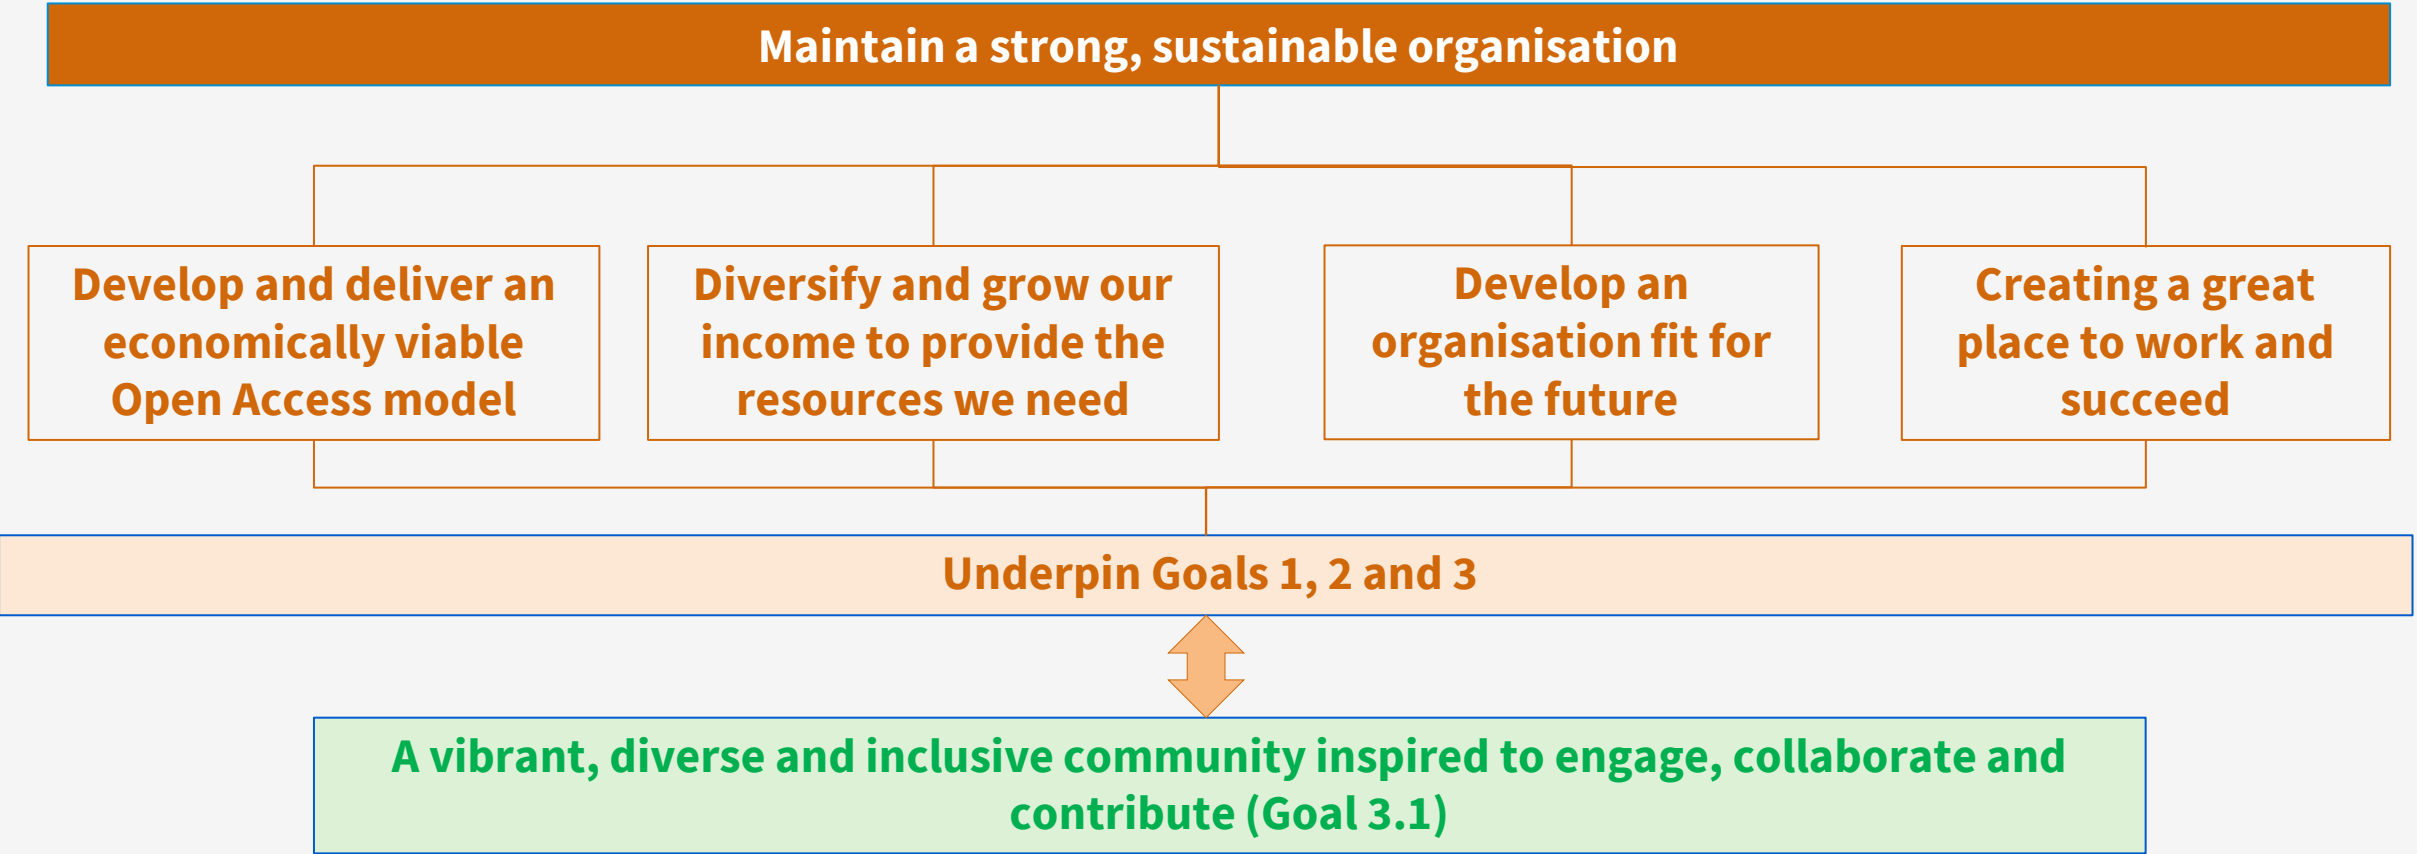 Maintain a strong, sustainable organisation
Develop and deliver an
economically viable
Open Access model
Diversify and grow our
income to provide the
resources we need
Develop an
organisation fit for
the future
Creating a great
place to work and
succeed
Underpin Goals 1, 2 and 3
A vibrant, diverse and inclusive community inspired to engage, collaborate and
contribute (Goal 3.1)